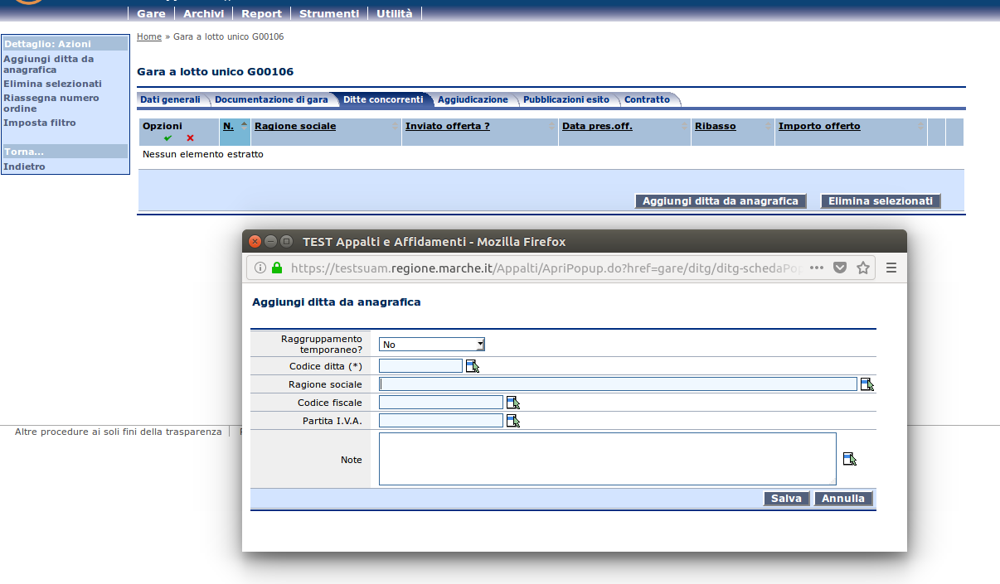 Gare Archivi Report Strumenti Utilità
Home » Gara a lotto unico G00106
Dettaglio: Azioni
Aggiungi ditta da
anagrafica
Elimina selezionati
Riassegna numero
ordine
Imposta filtro
Torna...
Indietro
Gara a lotto unico G00106
Dati generali Documentazione di gara Ditte concorrenti Aggiudicazione Pubblicazioni esito Contratto
Opzioni N. Ragione sociale Inviato offerta ? Data pres.off. Ribasso Importo offerto
Nessun elemento estratto
Aggiungi ditta da anagrafica Elimina selezionati
TEST Appalti e Affidamenti - Mozilla Firefox
https://testsuam.regione.marche.it/Appalti/ApriPopup.do?href=gare/ditg/ditg-schedaPop
Aggiungi ditta da anagrafica
Raggruppamento
temporaneo? No
Codice ditta (*)
Ragione sociale
Codice fiscale
Partita I.V.A.
Note
Salva Annulla
Altre procedure ai soli fini della trasparenza